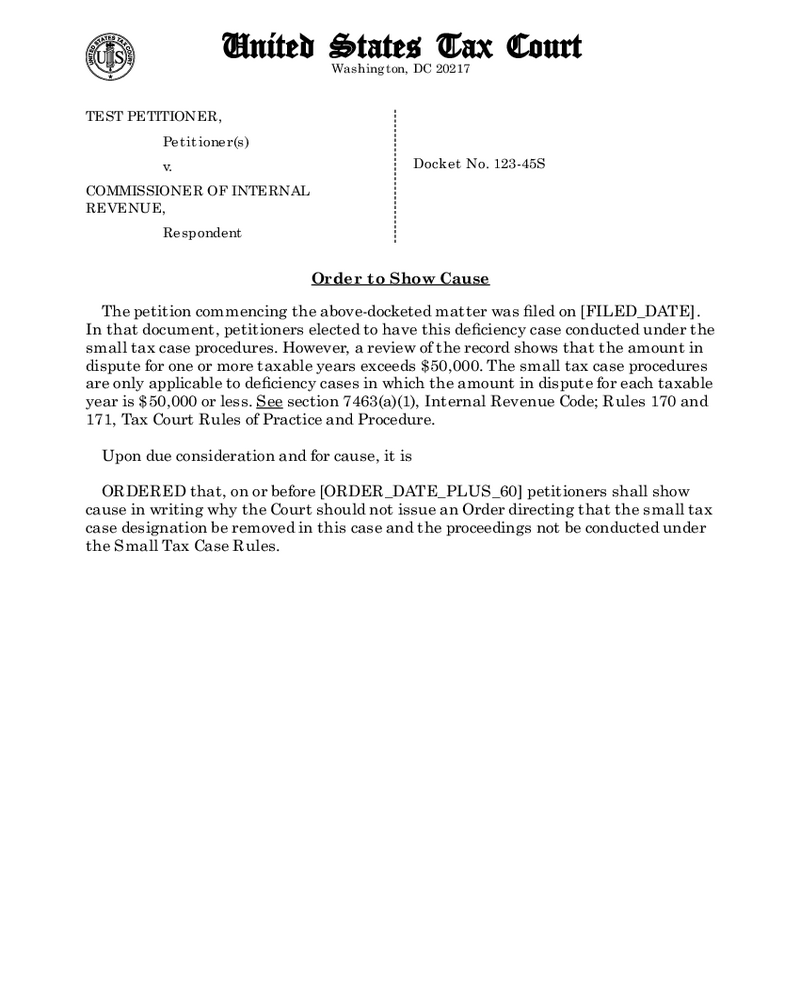 United States Tax Court
Washington, DC 20217
TEST PETITIONER,
Petitioner(s)
v.
COMMISSIONER OF INTERNAL
REVENUE,
Respondent
Docket No. 123-45S
Order to Show Cause
The petition commencing the above-docketed matter was filed on [FILED_DATE].
In that document, petitioners elected to have this deficiency case conducted under the
small tax case procedures. However, a review of the record shows that the amount in
dispute for one or more taxable years exceeds $50,000. The small tax case procedures
are only applicable to deficiency cases in which the amount in dispute for each taxable
year is $50,000 or less. See section 7463(a)(1), Internal Revenue Code; Rules 170 and
171, Tax Court Rules of Practice and Procedure.
Upon due consideration and for cause, it is
ORDERED that, on or before [ORDER_DATE_PLUS_60] petitioners shall show
cause in writing why the Court should not issue an Order directing that the small tax
case designation be removed in this case and the proceedings not be conducted under
the Small Tax Case Rules.